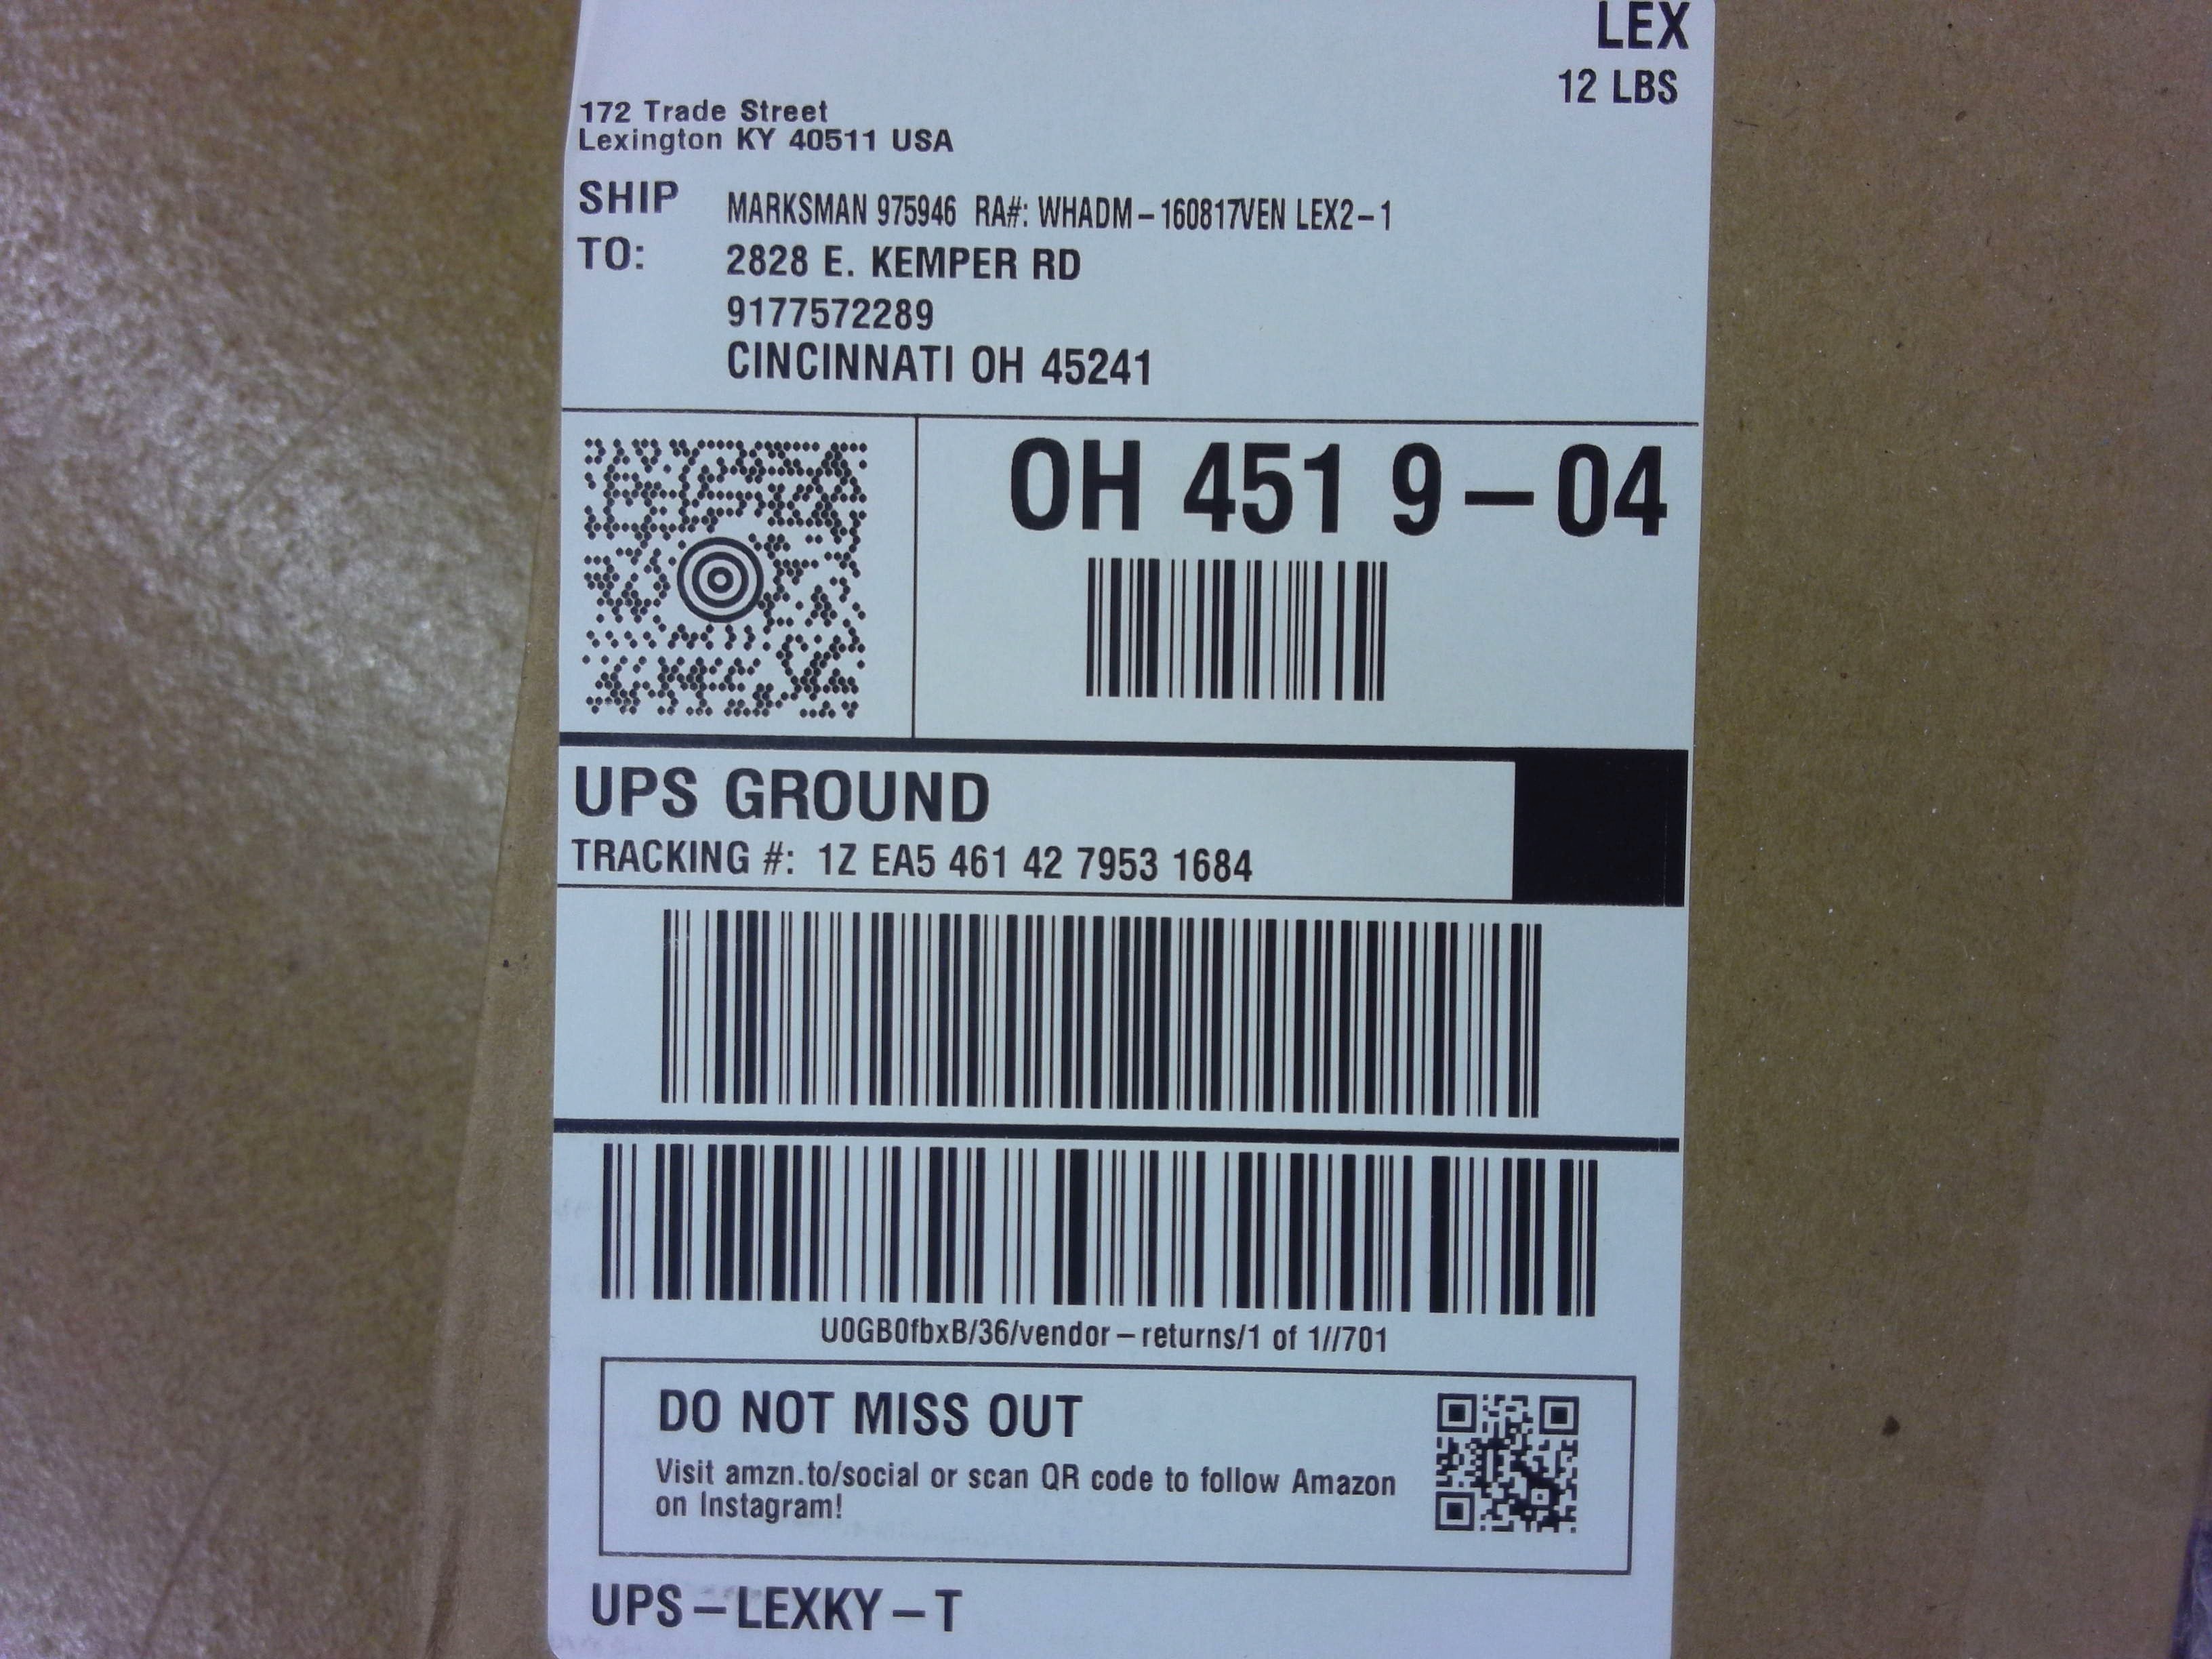 LEX
12 LBS
172 Trade Street
Lexington KY 40511 USA
SHIP TO:
MARKSMAN 975946 RA#: WHADM-160817VEN LEX2-1
2828 E. KEMPER RD
9177572289
CINCINNATI OH 45241
OH 451 9-04
UPS GROUND
TRACKING #: 1Z EA5 461 42 7953 1684
U0GB0fbxB/36/vendor-returns/1 of 1//701
DO NOT MISS OUT
Visit amzn.to/social or scan QR code to follow Amazon
on Instagram!
UPS-LEXKY-T